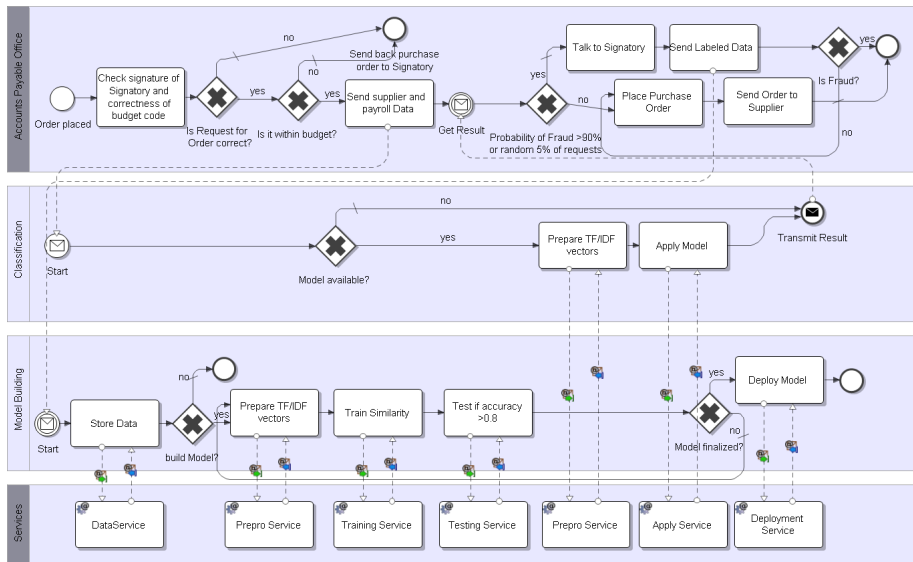 Accounts Payable Office
Order placed
Check signature of
Signatory and
correctness of
budget code
Is Request for
Order correct?
no
yes
Is it within budget?
no
yes
Send back purchase
order to Signatory
Send supplier and
payroll Data
Get Result
Probability of Fraud >90%
or random 5% of requests
yes
no
Talk to Signatory
Send Labeled Data
Is Fraud?
yes
no
Place Purchase
Order
Send Order to
Supplier
Classification
Start
Model available?
no
yes
Prepare TF/IDF
vectors
Apply Model
Transmit Result
Model Building
Start
Store Data
build Model?
no
yes
Prepare TF/IDF
vectors
Train Similarity
Test if accuracy
>0.8
Model finalized?
yes
no
Deploy Model
Services
DataService
Prepro Service
Training Service
Testing Service
Prepro Service
Apply Service
Deployment
Service